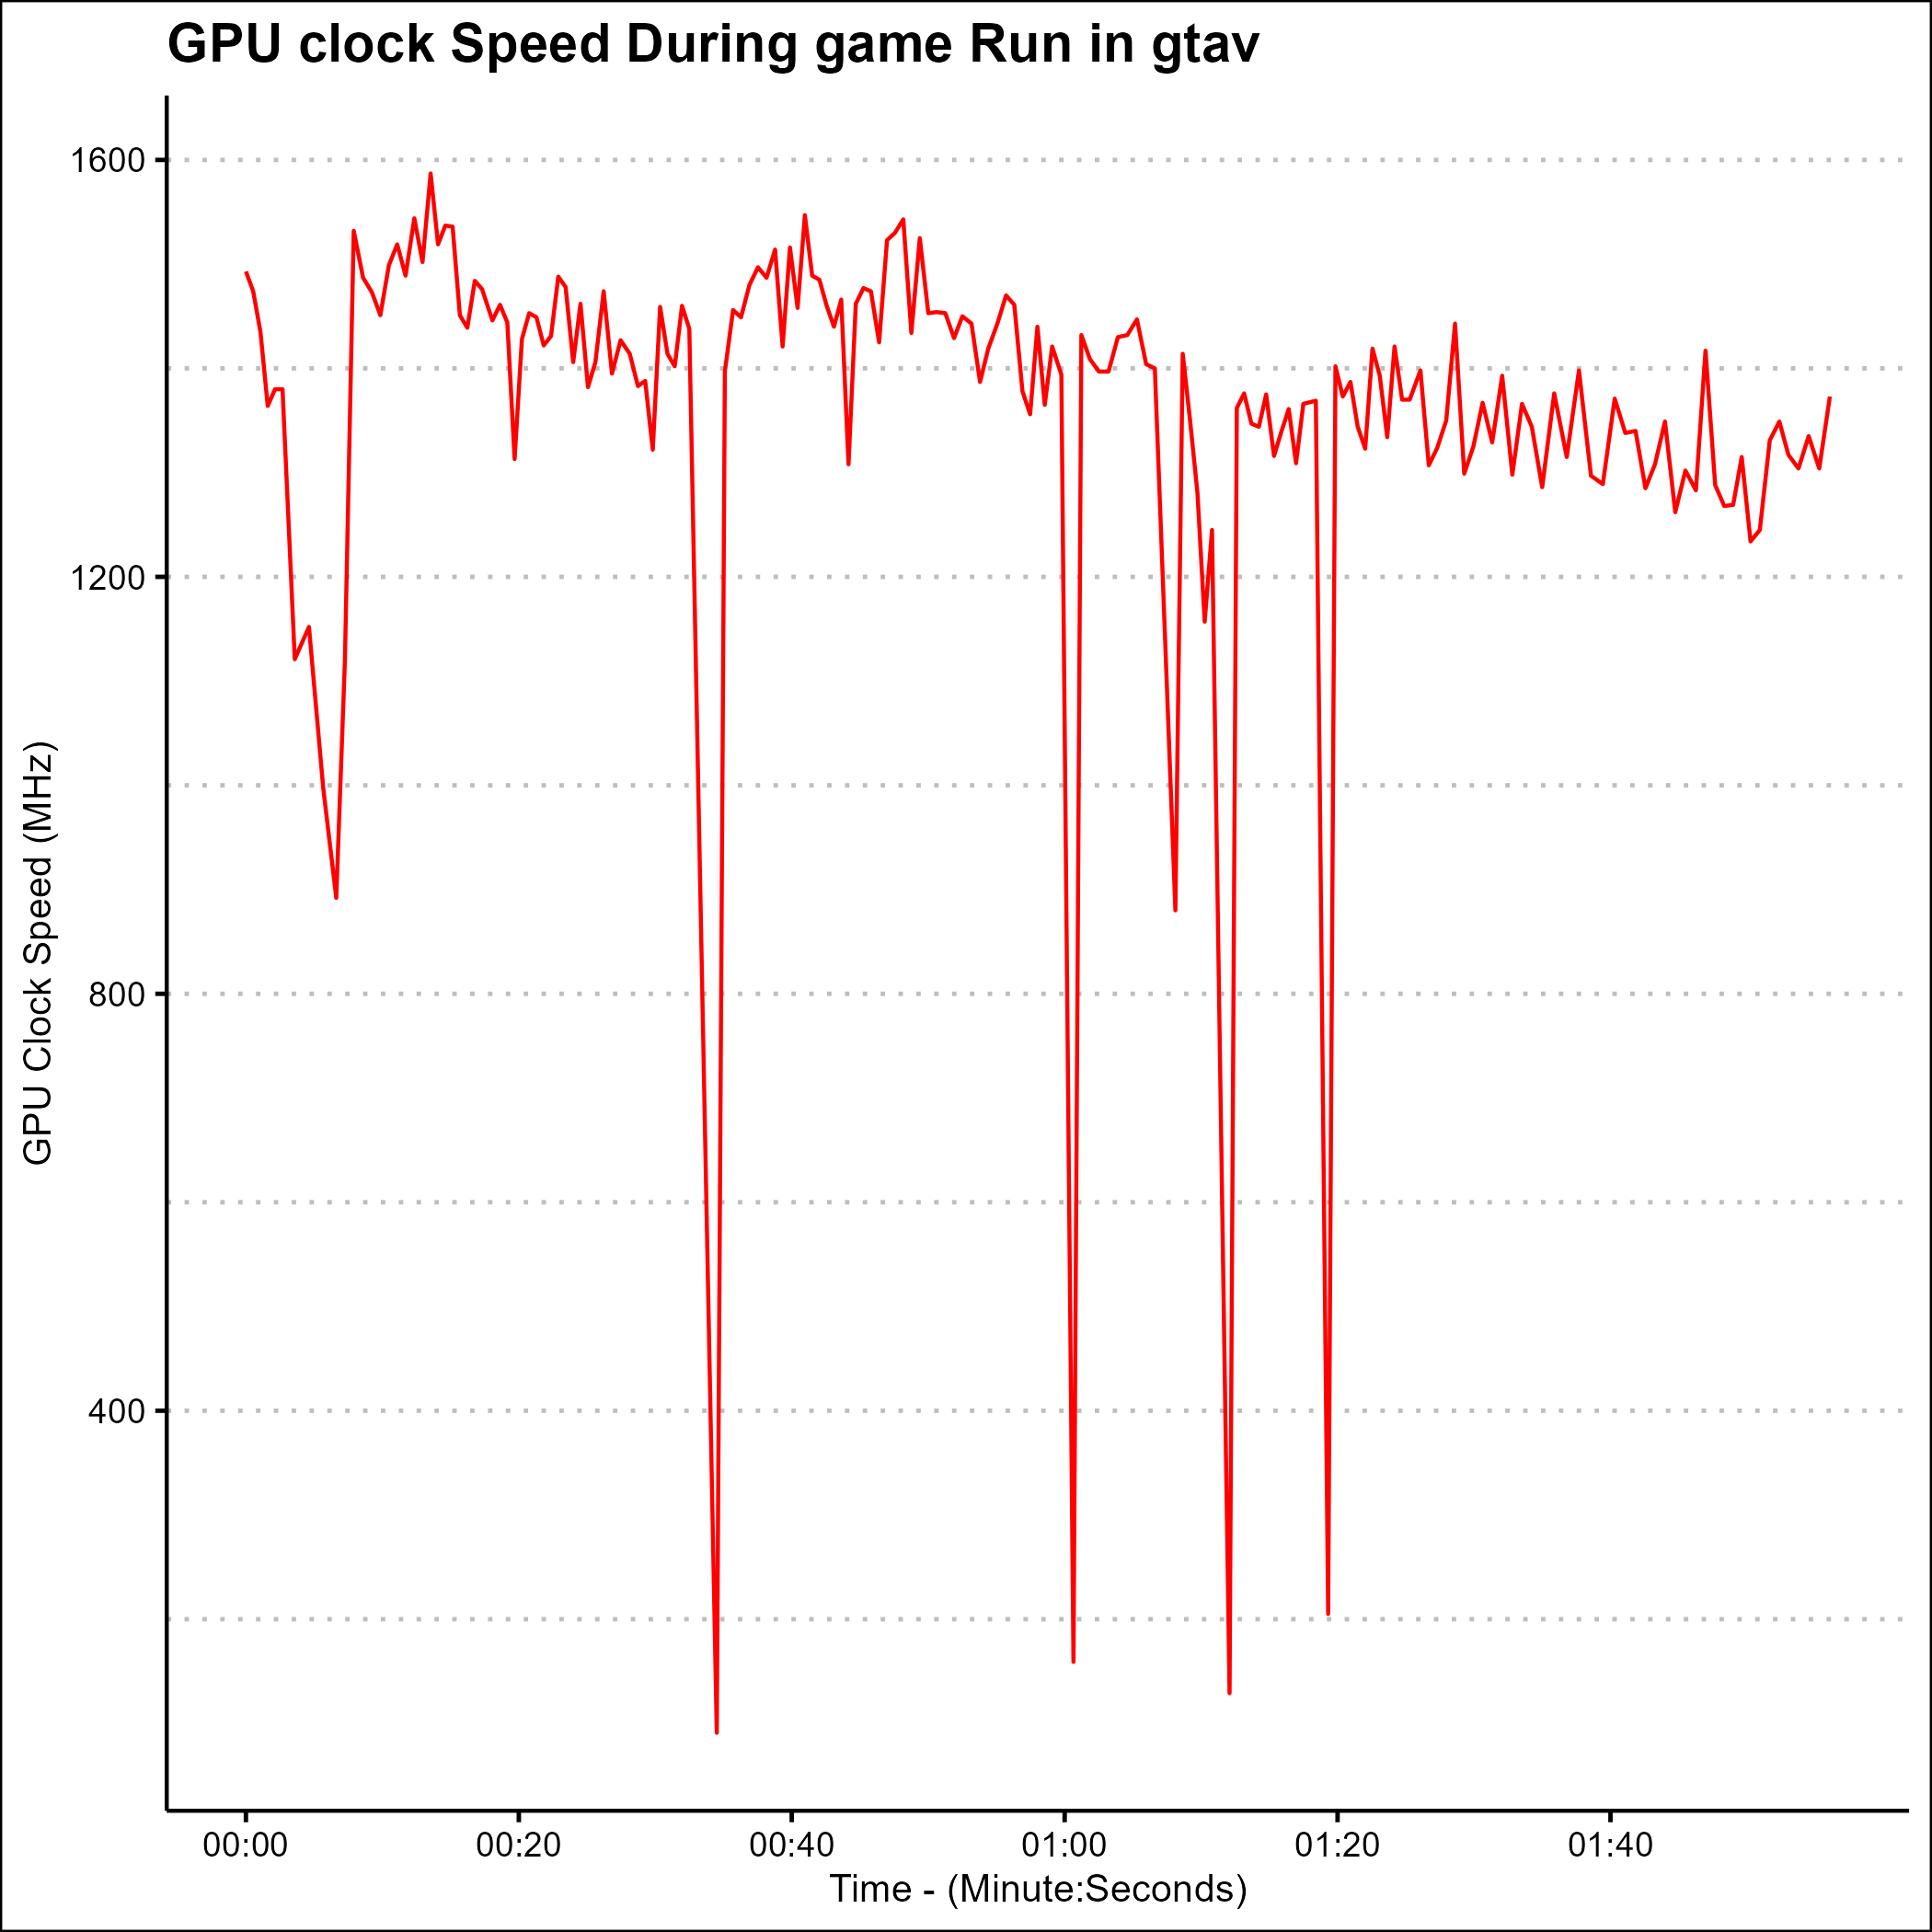 GPU clock Speed During game Run in gtav
1600
1200
800
400
GPU Clock Speed (MHz)
00:00 00:20 00:40 01:00 01:20 01:40
Time - (Minute:Seconds)